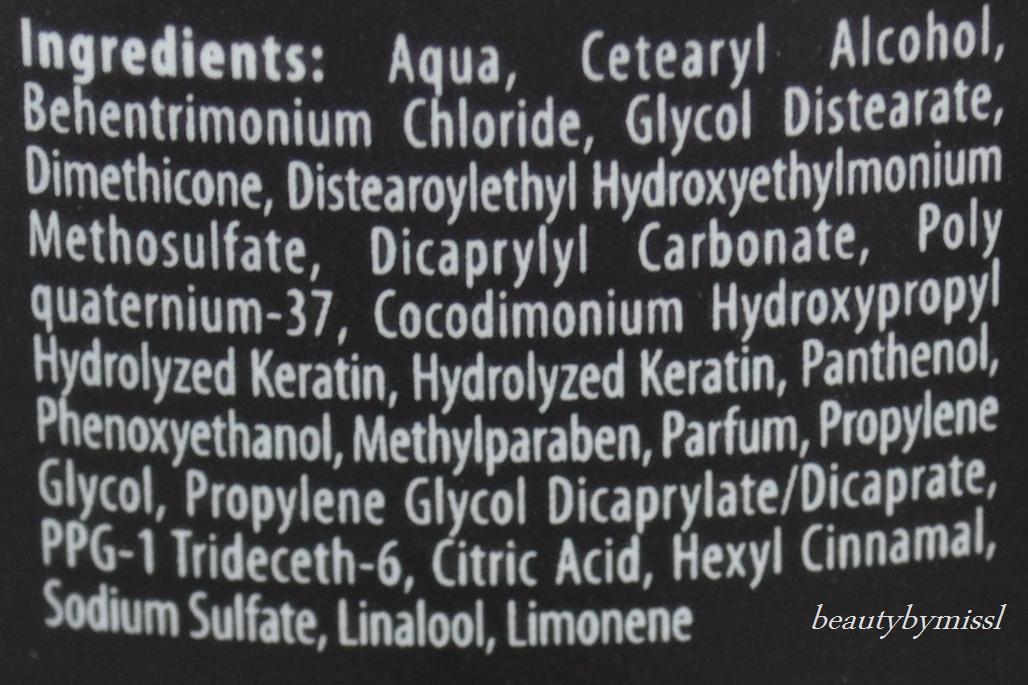 Ingredients: Aqua, Cetearyl Alcohol,
Behentrimonium Chloride, Glycol Distearate,
Dimethicone, Distearoylethyl Hydroxyethylmonium
Methosulfate, Dicaprylyl Carbonate, Poly
quaternium-37, Cocodimonium Hydroxypropyl
Hydrolyzed Keratin, Hydrolyzed Keratin, Panthenol,
Phenoxyethanol, Methylparaben, Parfum, Propylene
Glycol, Propylene Glycol Dicaprylate/Dicaprate,
PPG-1 Trideceth-6, Citric Acid, Hexyl Cinnamal,
Sodium Sulfate, Linalool, Limonene
beautybymissl